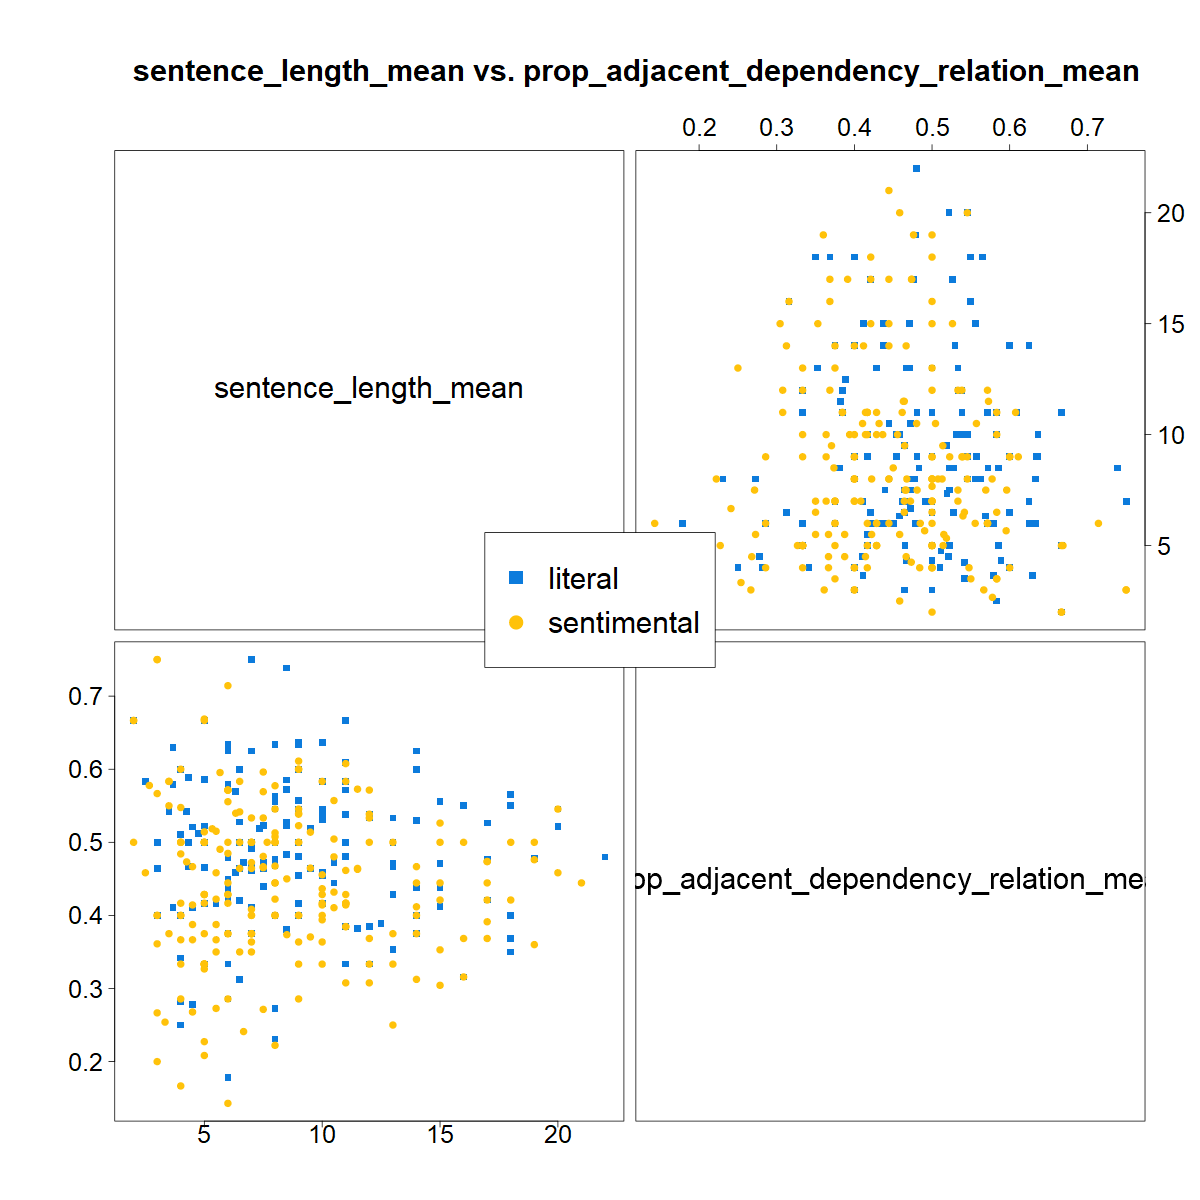 sentence_length_mean vs. prop_adjacent_dependency_relation_mean
0.2 0.3 0.4 0.5 0.6 0.7
20
15
10
5
sentence_length_mean
literal
sentimental
0.7
0.6
0.5
0.4
0.3
0.2
op_adjacent_dependency_relation_me
5 10 15 20